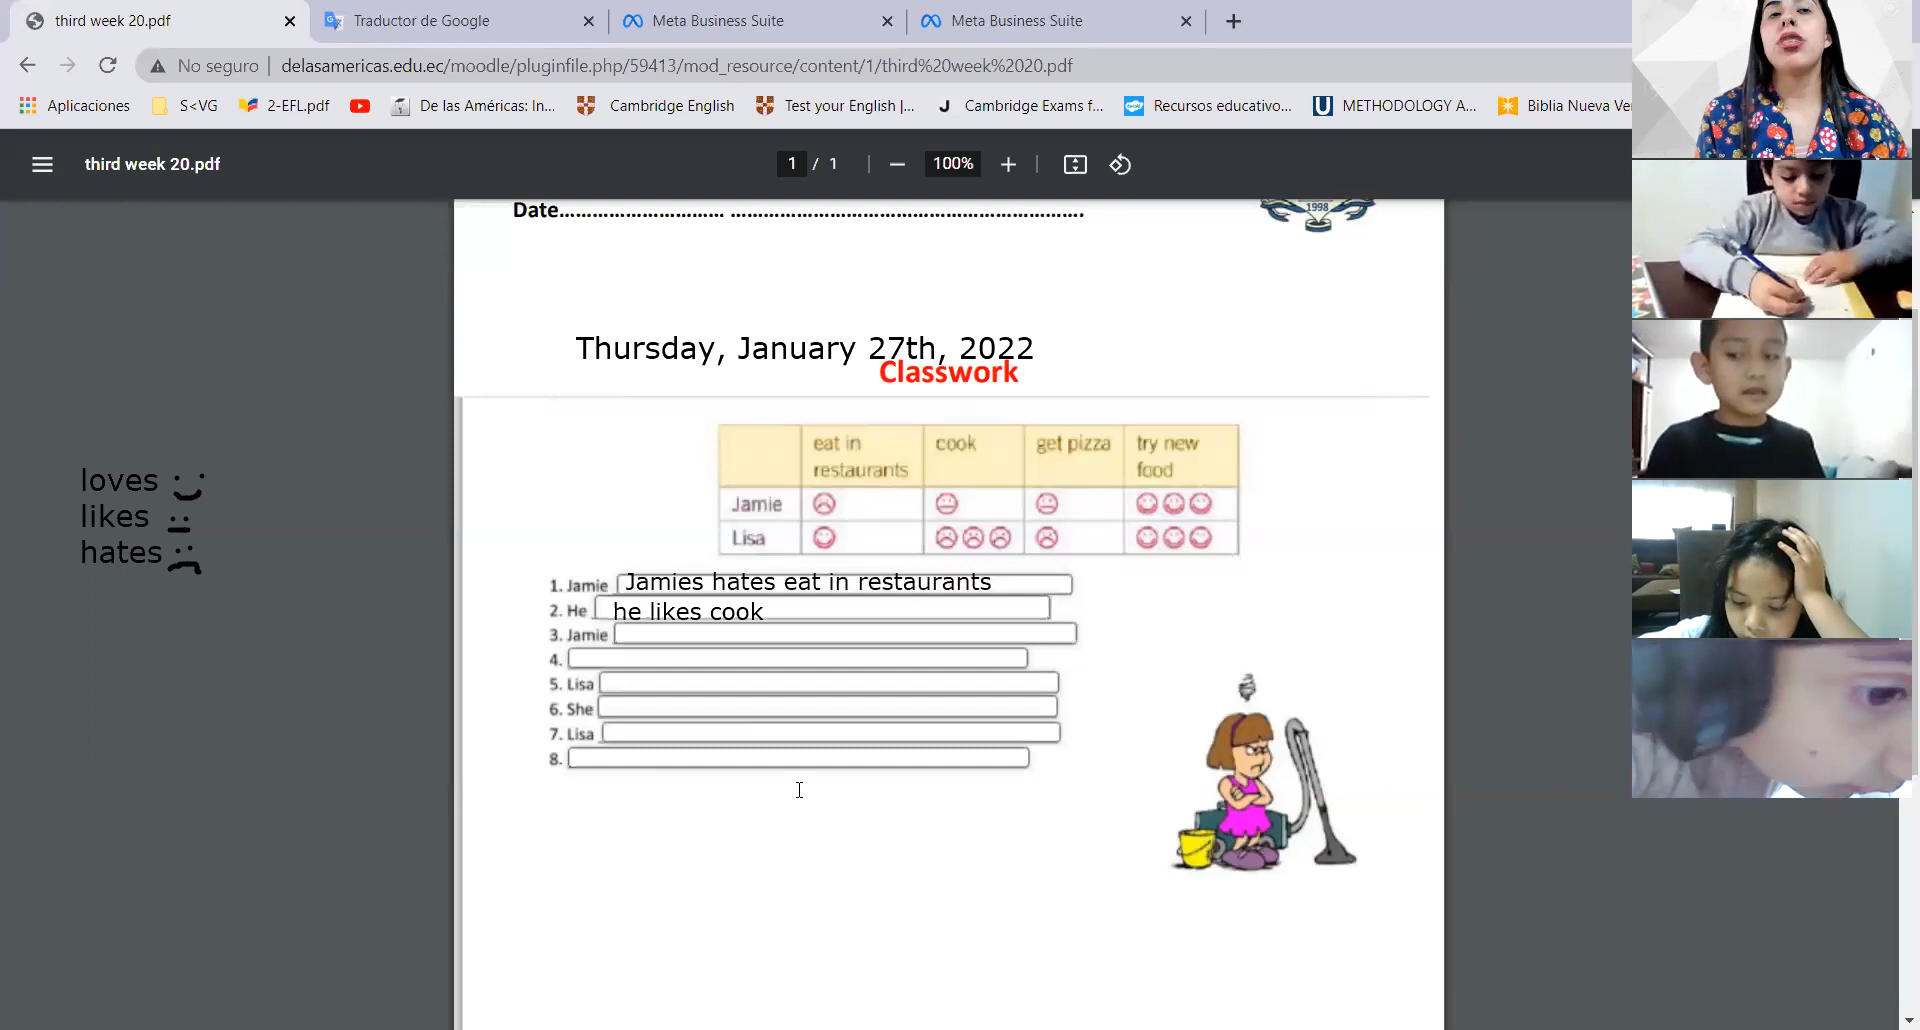 third week 20.pdf
Traductor de Google
Meta Business Suite
Meta Business Suite
No seguro
delasamericas.edu.ec/moodle/pluginfile.php/59413/mod_resource/content/1/third%20week%2020.pdf
Aplicaciones
S<VG
2-EFL.pdf
De las Américas: In...
Cambridge English
Test your English |...
Cambridge Exams f...
Recursos educativo...
METHODOLOGY A...
Biblia Nueva Ve
third week 20.pdf
1 / 1
100%
Date............................................................................................
1998
Thursday, January 27th, 2022
Classwork
eat in restaurants cook get pizza try new food
Jamie
Lisa
loves
likes
hates
1. Jamie Jamies hates eat in restaurants
2. He he likes cook
3. Jamie
4.
5. Lisa
6. She
7. Lisa
8.